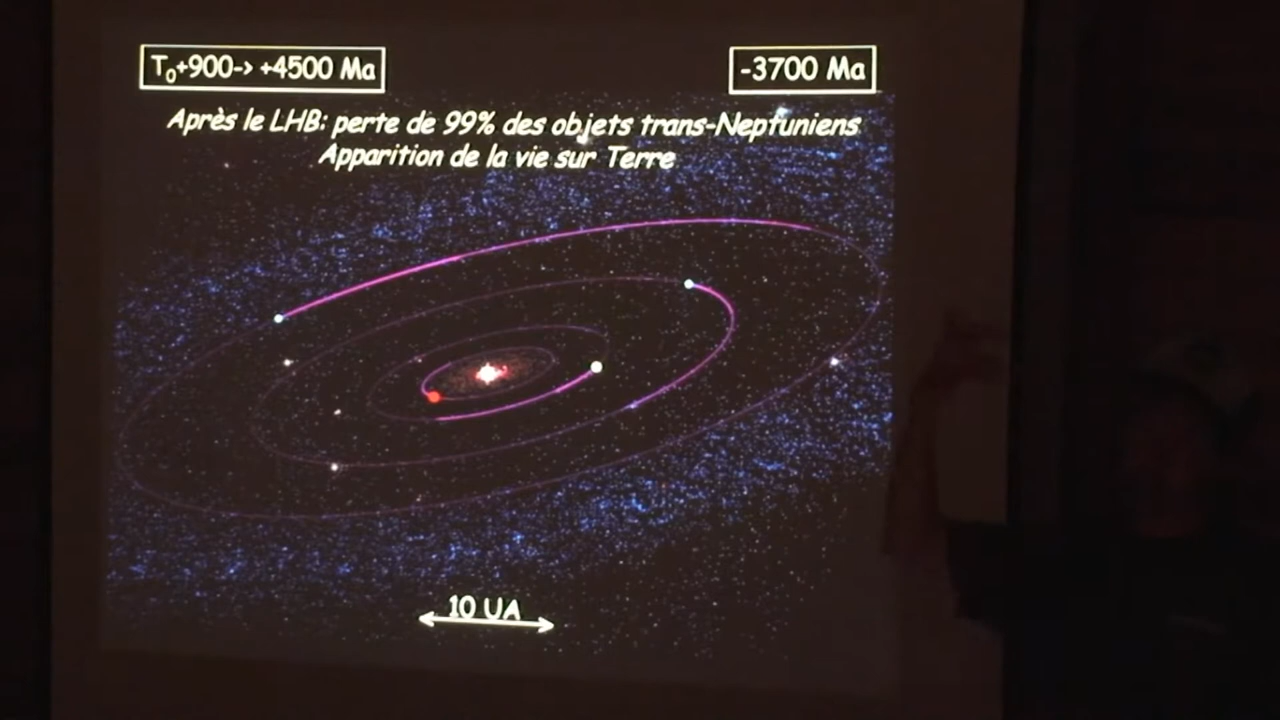 T₀+900-> +4500 Ma
-3700 Ma
Après le LHB: perte de 99% des objets trans-Neptuniens
Apparition de la vie sur Terre
10 UA